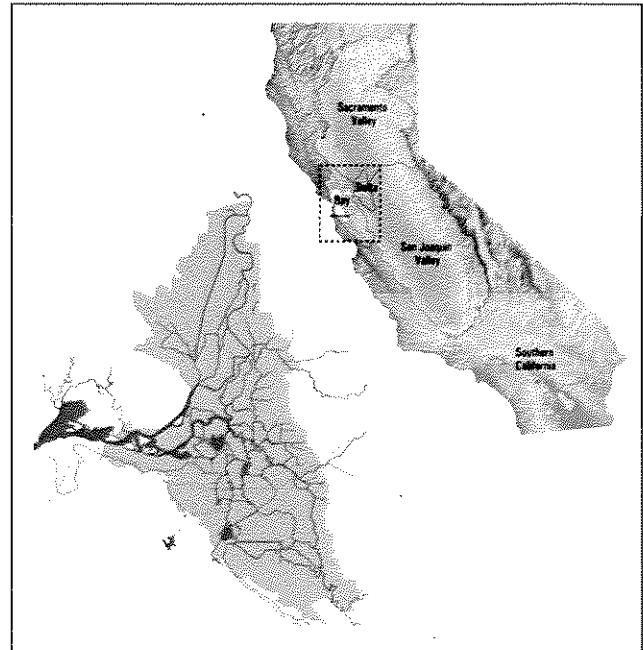 Sacramento
Valley
Delta
Bay
San Joaquin
Valley
Southern
California